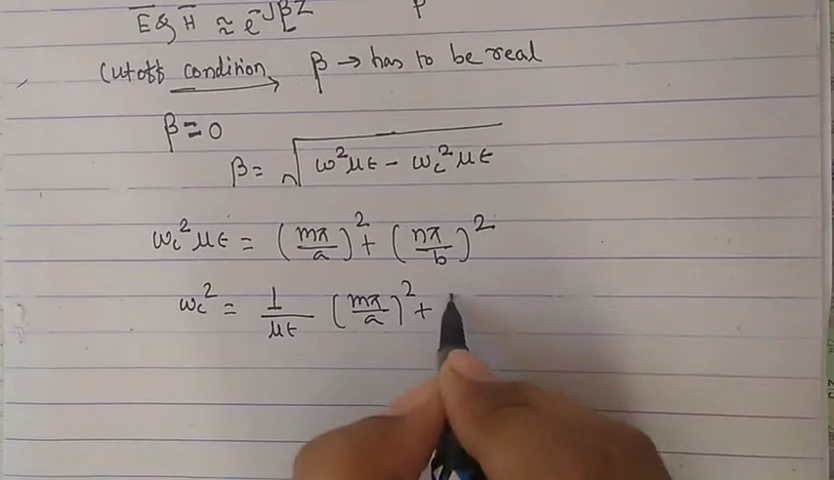 E & H ≈ e^-Jβz
Cutoff condition → β → has to be real
β = 0
β = √(ω²με - ωc²με)
ωc²με = (mπ/a)² + (nπ/b)²
ωc² = 1/με (mπ/a)² +